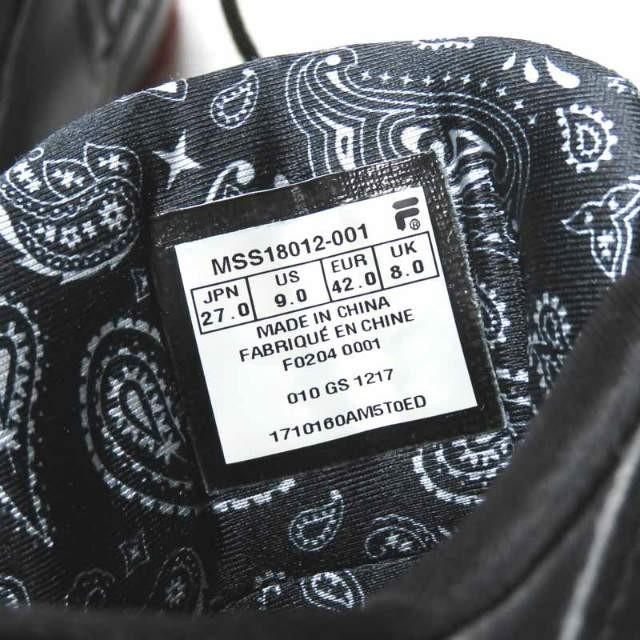 F®
MSS18012-001
JPN US EUR UK
27.0 9.0 42.0 8.0
MADE IN CHINA
FABRIQUÉ EN CHINE
F0204 0001
010 GS 1217
1710160AM5T0ED